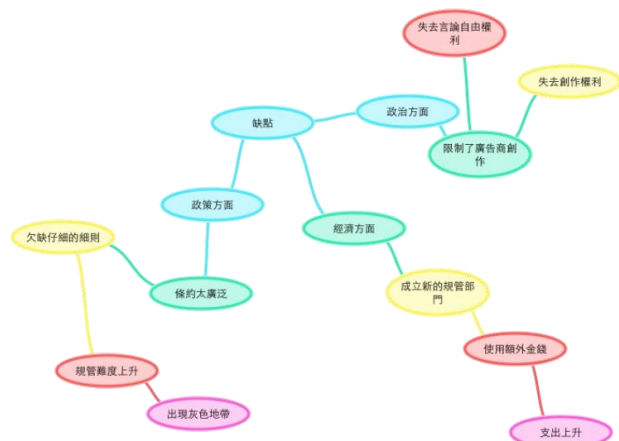 失去言論自由權
利
失去創作權利
政治方面
缺點
限制了廣告商創
作
政策方面
經濟方面
欠缺仔細的細則
條約太廣泛
成立新的規管部
門
使用額外金錢
規管難度上升
出現灰色地帶
支出上升